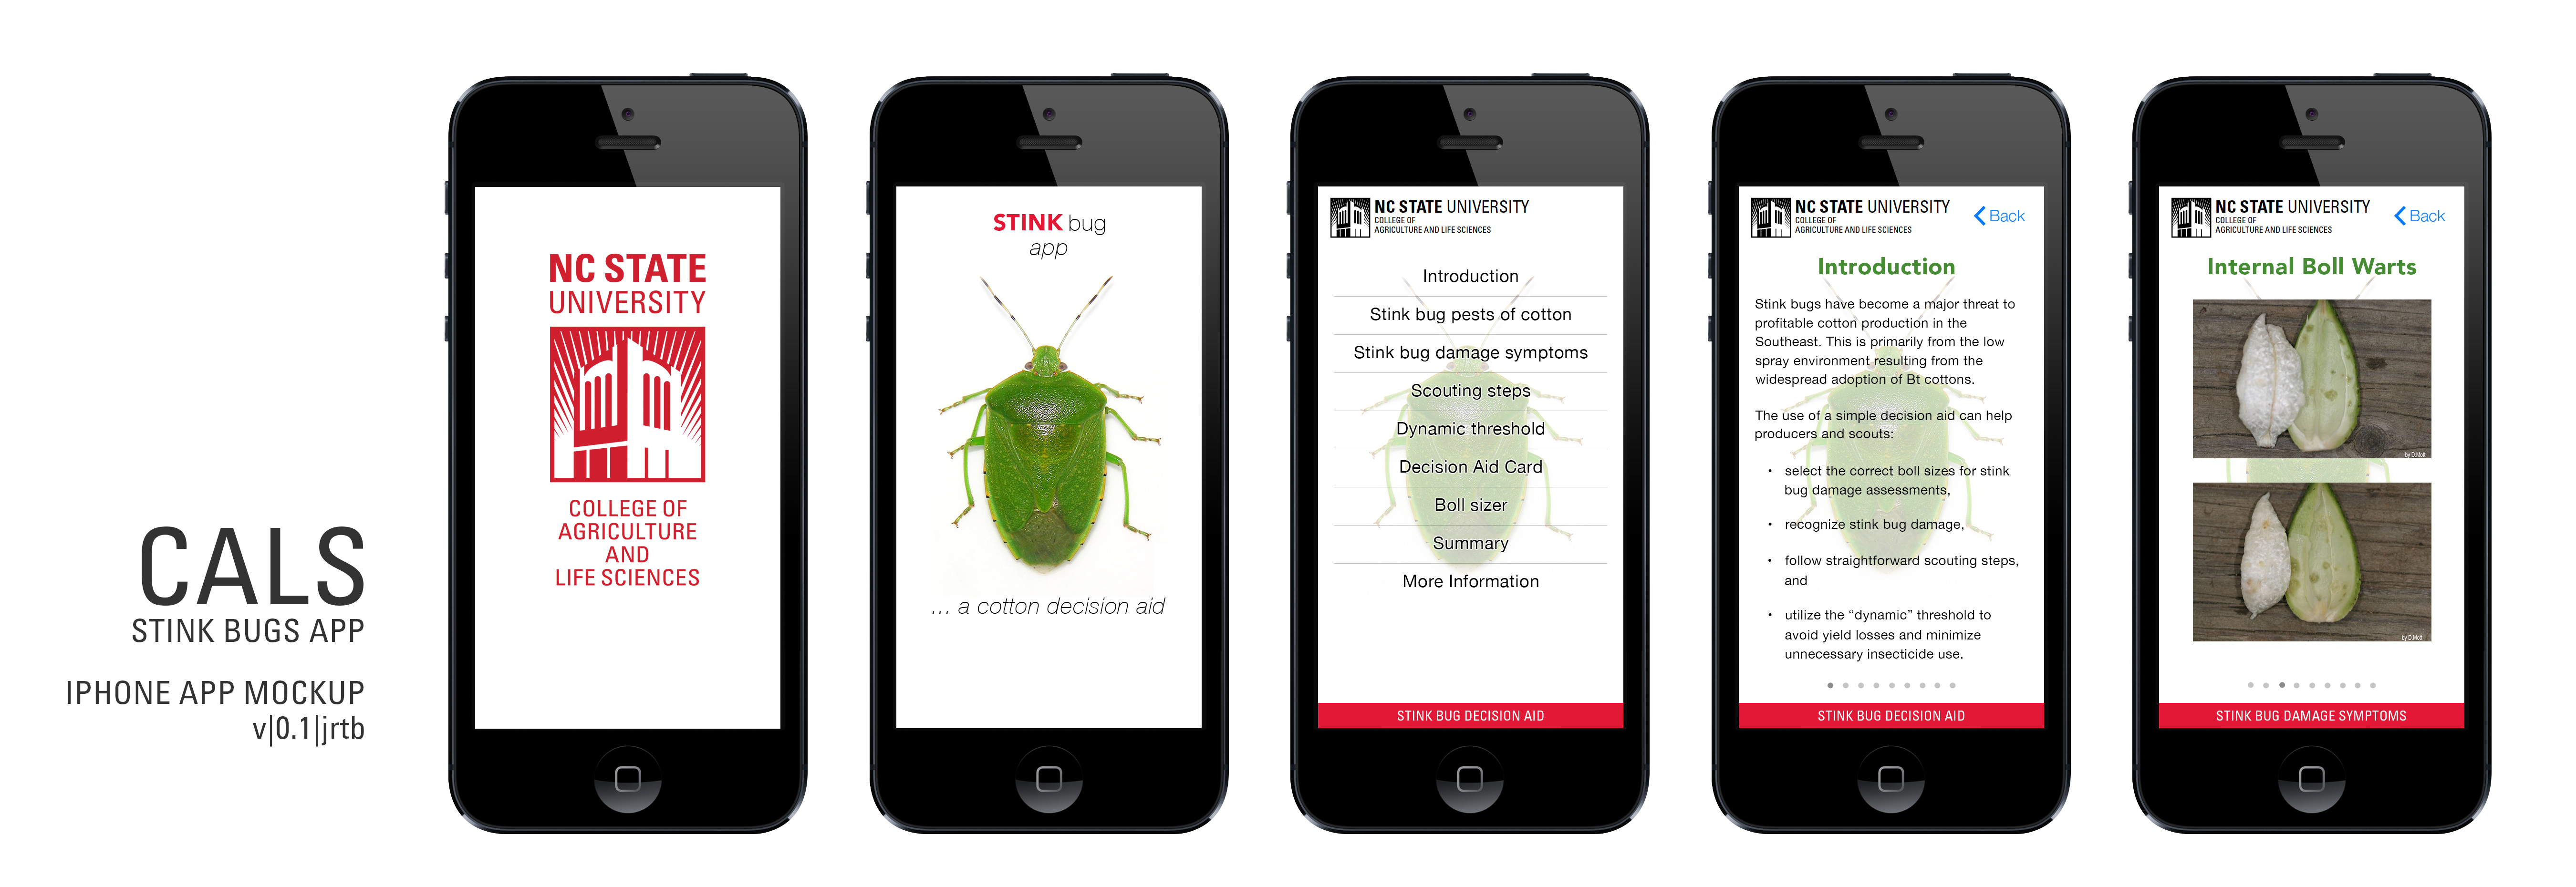 CALS
STINK BUGS APP
IPHONE APP MOCKUP
v|0.1|jrtb
NC STATE
UNIVERSITY
COLLEGE OF
AGRICULTURE
AND
LIFE SCIENCES
STINK bug
app
... a cotton decision aid
NC STATE UNIVERSITY
COLLEGE OF
AGRICULTURE AND LIFE SCIENCES
Introduction
Stink bug pests of cotton
Stink bug damage symptoms
Scouting steps
Dynamic threshold
Decision Aid Card
Boll sizer
Summary
More Information
STINK BUG DECISION AID
NC STATE UNIVERSITY
COLLEGE OF
AGRICULTURE AND LIFE SCIENCES
Back
Introduction
Stink bugs have become a major threat to
profitable cotton production in the
Southeast. This is primarily from the low
spray environment resulting from the
widespread adoption of Bt cottons.
The use of a simple decision aid can help
producers and scouts:
• select the correct boll sizes for stink
bug damage assessments,
• recognize stink bug damage,
• follow straightforward scouting steps,
and
• utilize the “dynamic” threshold to
avoid yield losses and minimize
unnecessary insecticide use.
STINK BUG DECISION AID
NC STATE UNIVERSITY
COLLEGE OF
AGRICULTURE AND LIFE SCIENCES
Back
Internal Boll Warts
by D.Mott
by D.Mott
STINK BUG DAMAGE SYMPTOMS